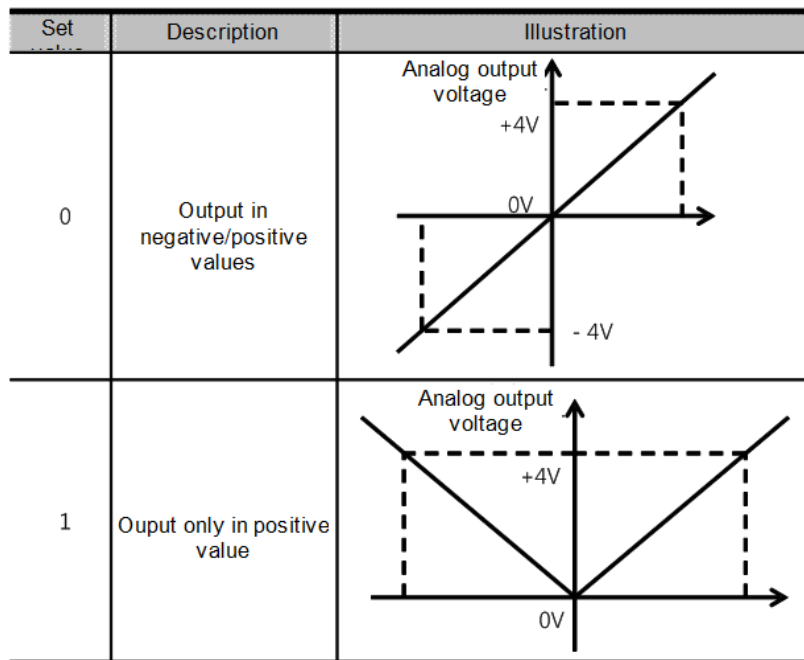 Set
Description
Illustration
0
Output in
negative/positive
values
Analog output
voltage
+4V
0V
- 4V
1
Ouput only in positive
value
Analog output
voltage
+4V
0V